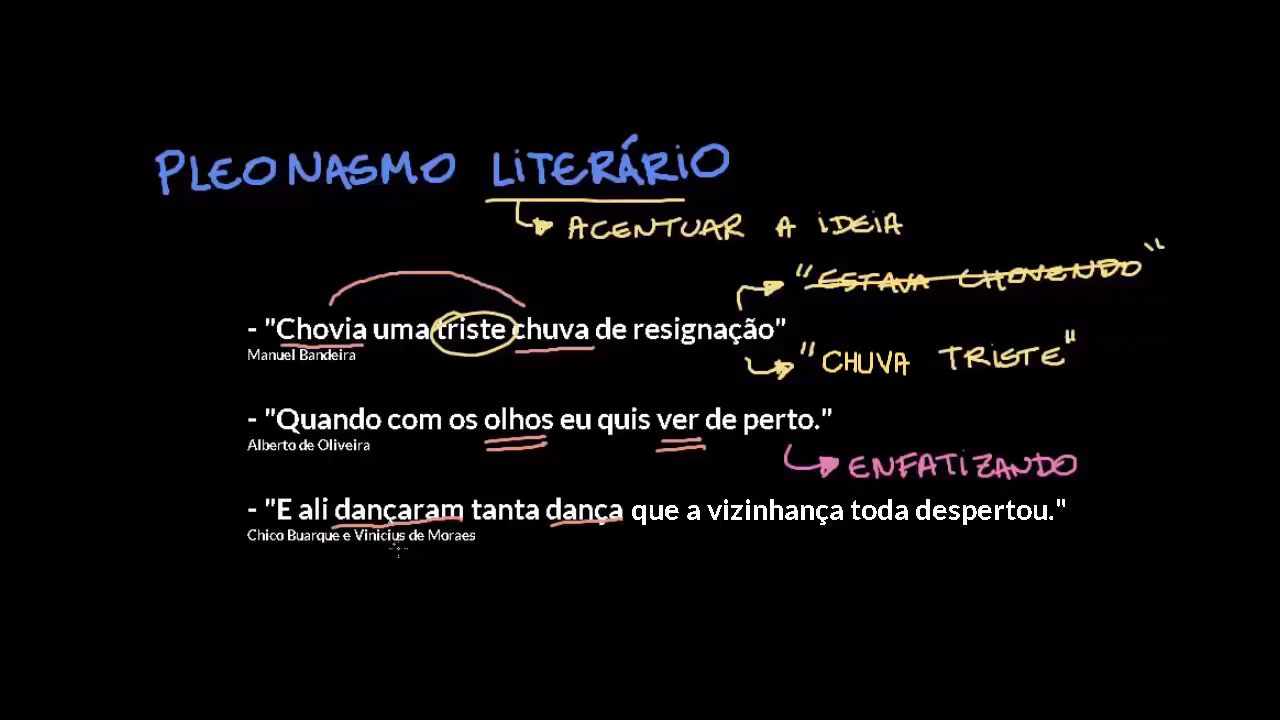 PLEONASMO LITERÁRIO
ACENTUAR A IDEIA
"ESTAVA CHOVENDO"
- "Chovia uma triste chuva de resignação"
Manuel Bandeira
"CHUVA TRISTE"
- "Quando com os olhos eu quis ver de perto."
Alberto de Oliveira
ENFATIZANDO
- "E ali dançaram tanta dança que a vizinhança toda despertou."
Chico Buarque e Vinicius de Moraes